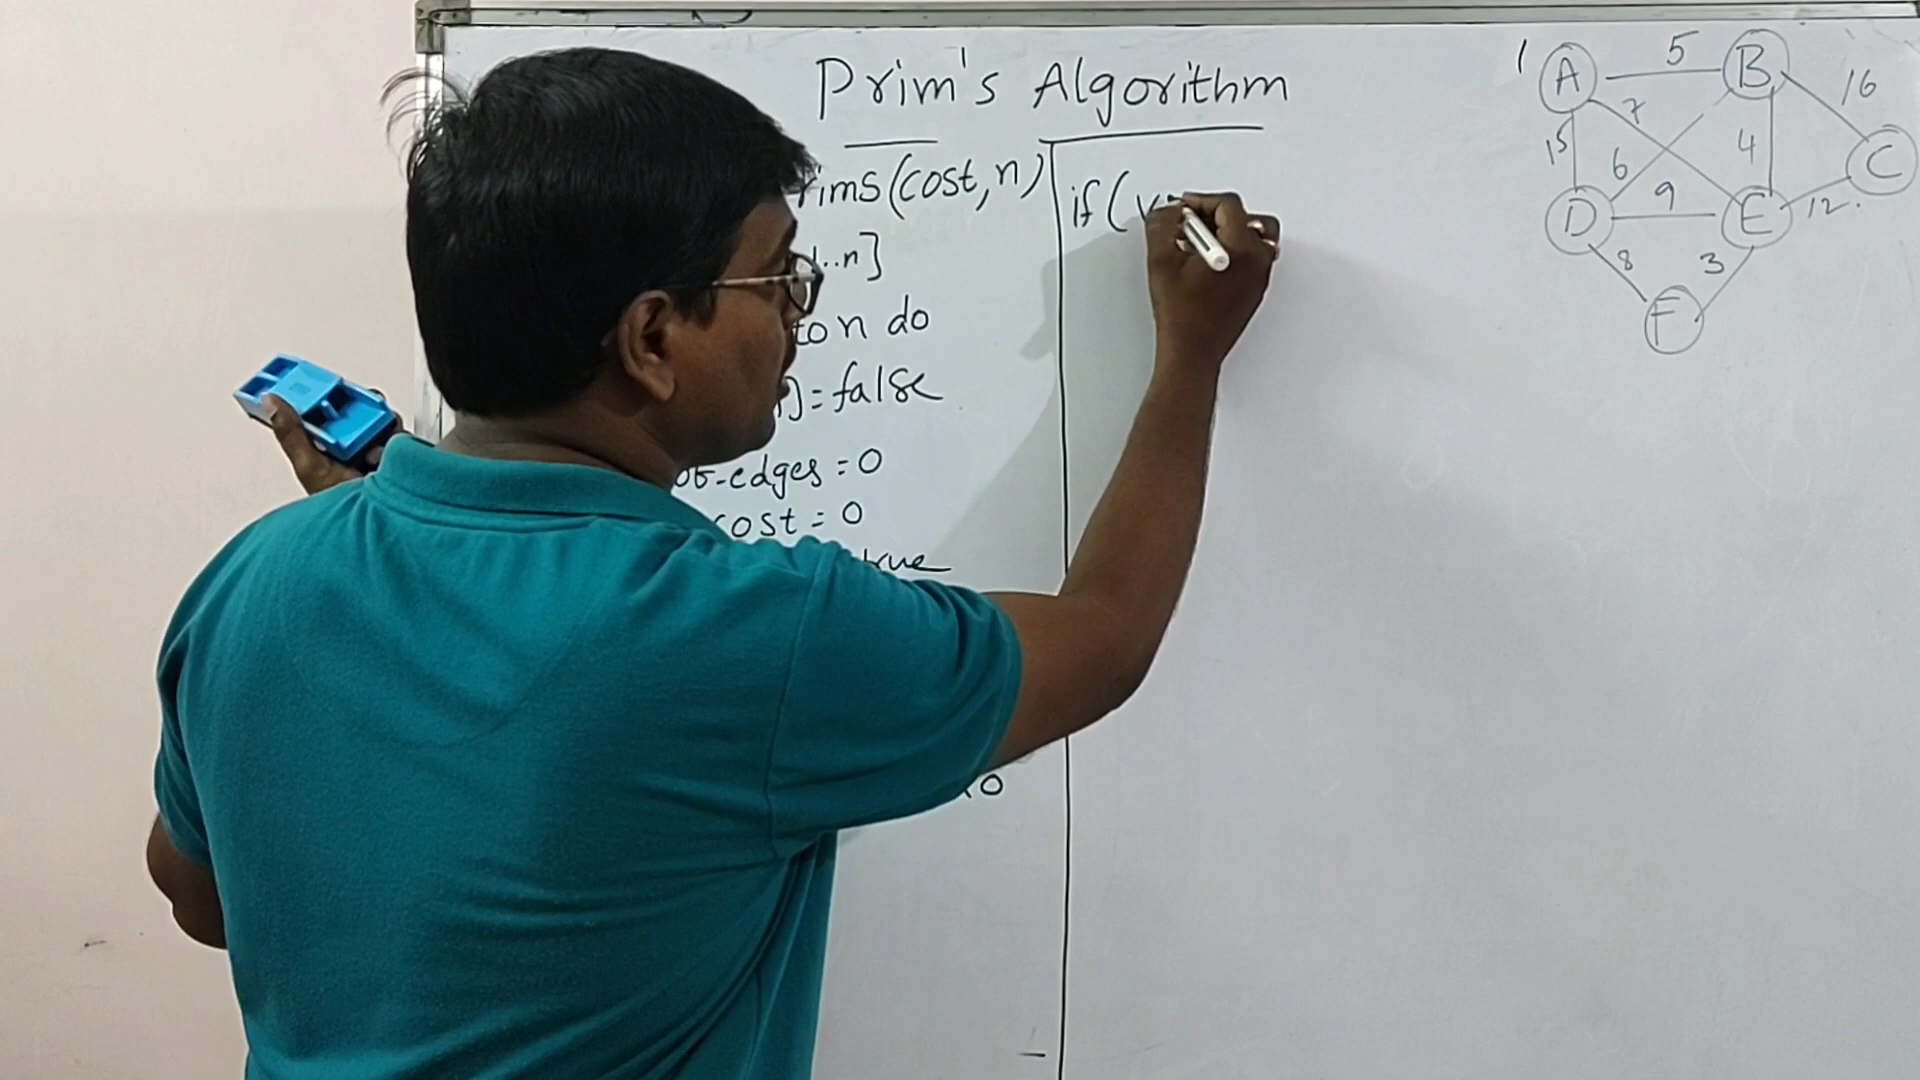 Prim's Algorithm
rims(cost,n)
..n]
to n do
]=false
-edges=0
cost=0
true
0
if(v
1 A 5 B 16
7
15 6 4 C
D 9 E 12
8 3
F